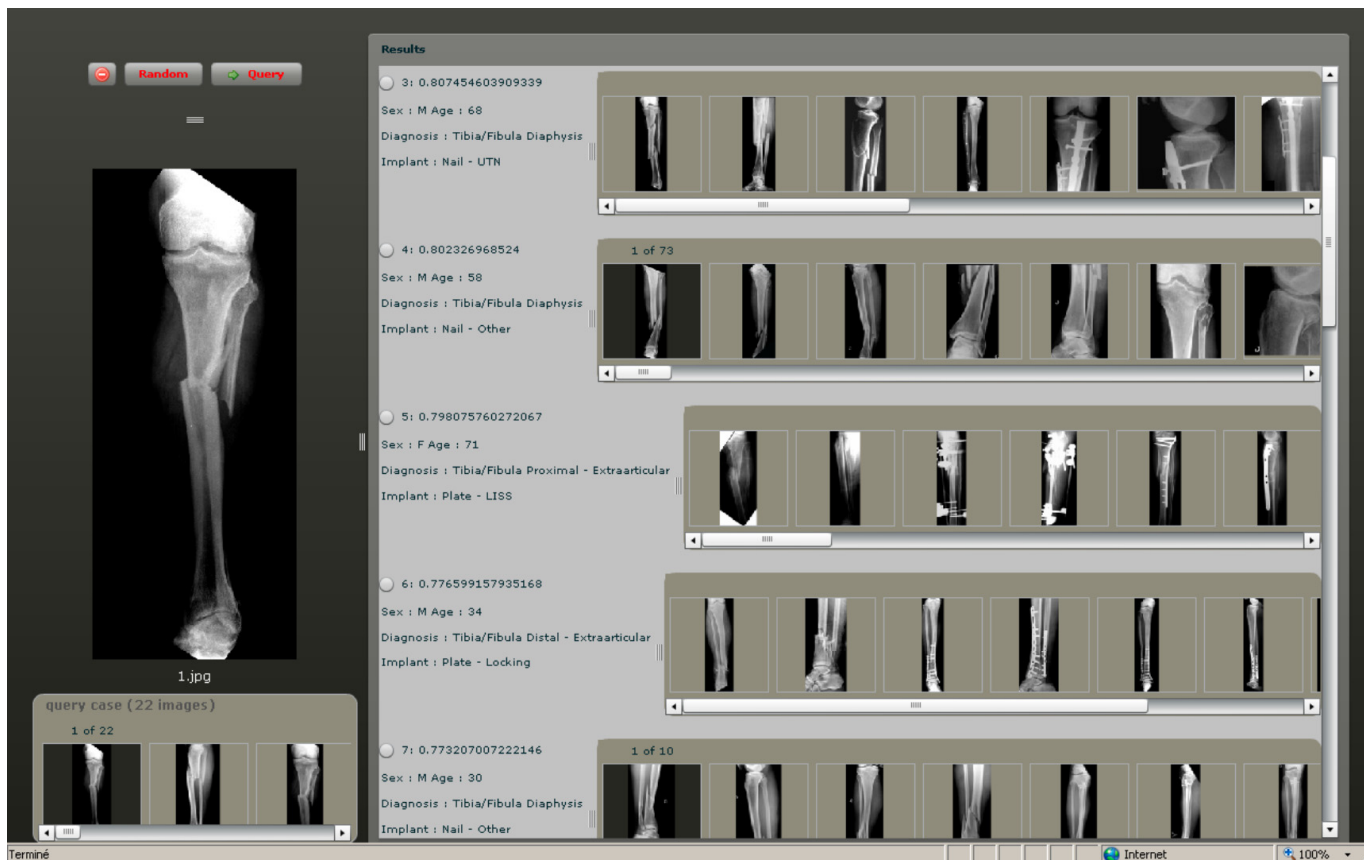 Random
Query
1.jpg
query case (22 images)
1 of 22
Results
3: 0.807454603909339
Sex : M Age : 68
Diagnosis : Tibia/Fibula Diaphysis
Implant : Nail - UTN
4: 0.802326968524
1 of 73
Sex : M Age : 58
Diagnosis : Tibia/Fibula Diaphysis
Implant : Nail - Other
5: 0.798075760272067
Sex : F Age : 71
Diagnosis : Tibia/Fibula Proximal - Extraarticular
Implant : Plate - LISS
6: 0.776599157935168
Sex : M Age : 34
Diagnosis : Tibia/Fibula Distal - Extraarticular
Implant : Plate - Locking
7: 0.773207007222146
1 of 10
Sex : M Age : 30
Diagnosis : Tibia/Fibula Diaphysis
Implant : Nail - Other
Terminé
Internet
100%